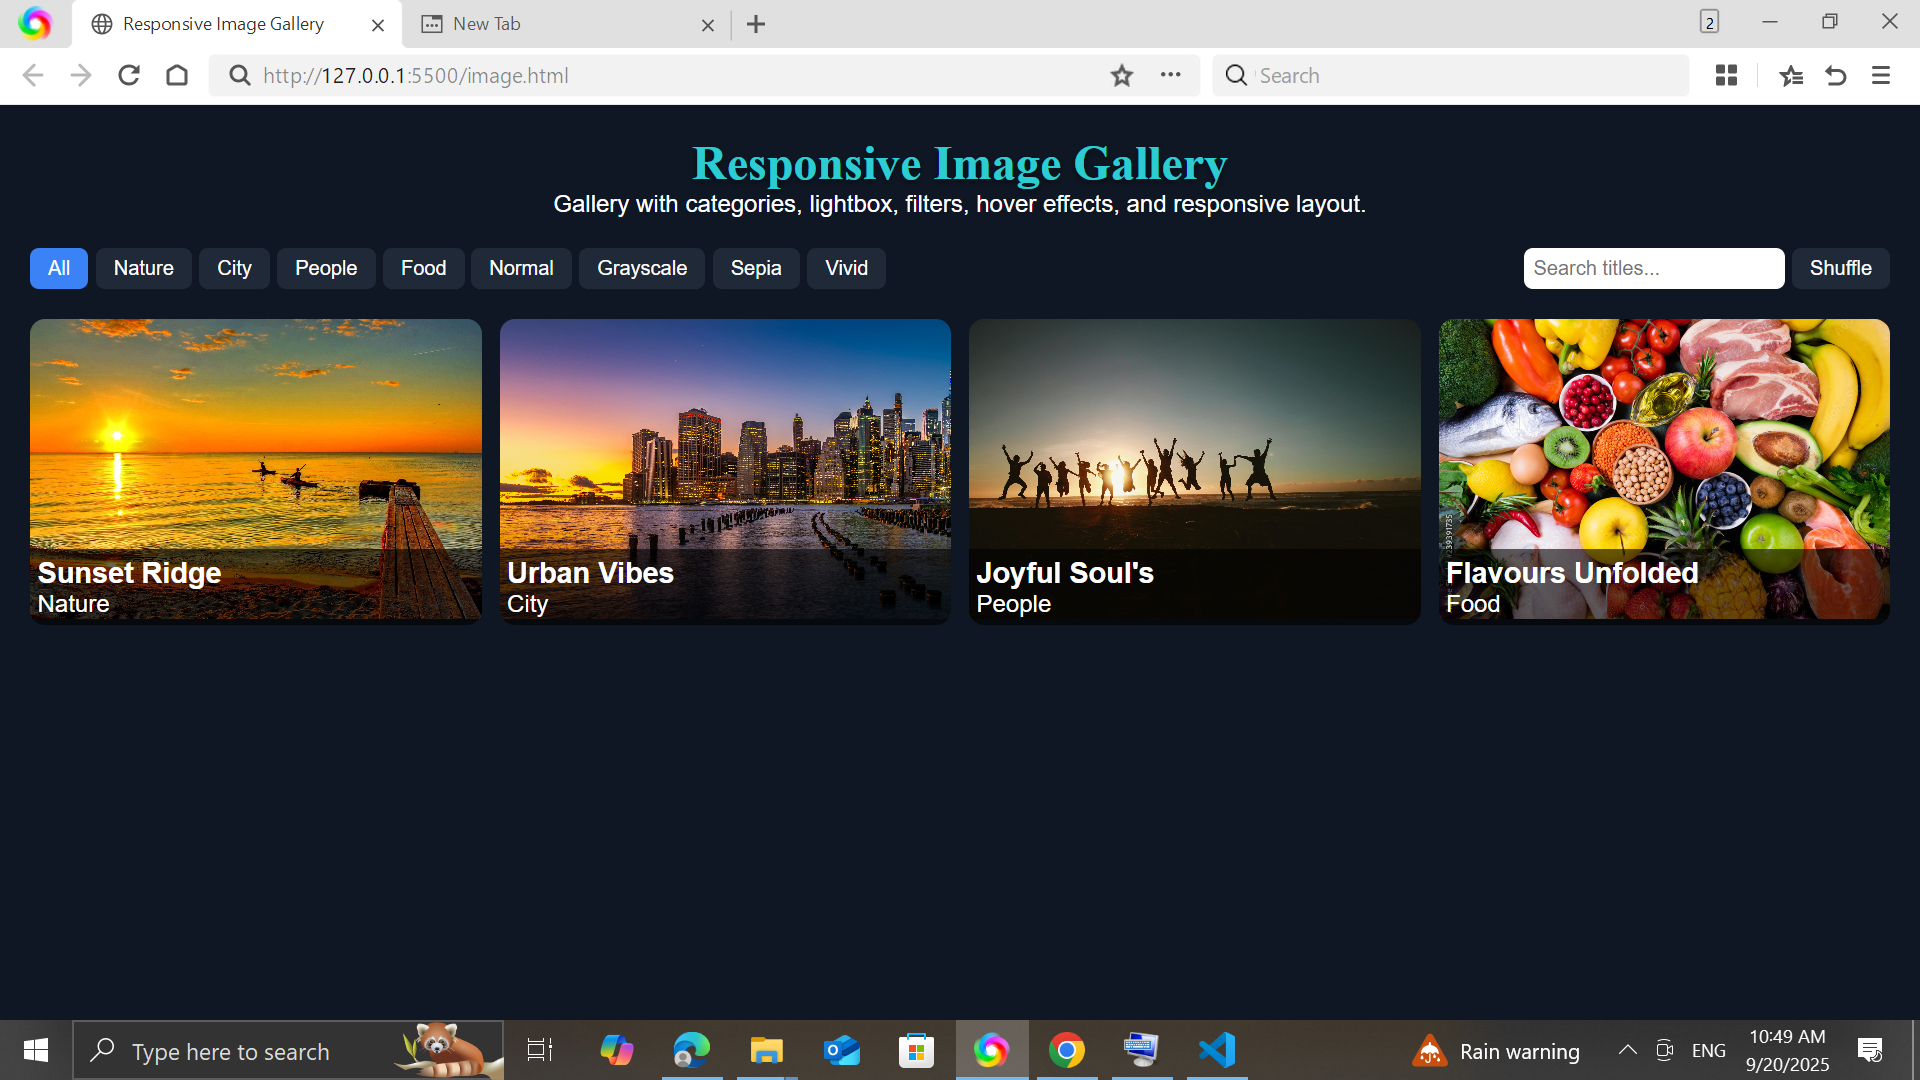 Responsive Image Gallery
New Tab
2
http://127.0.0.1:5500/image.html
Search
Responsive Image Gallery
Gallery with categories, lightbox, filters, hover effects, and responsive layout.
All Nature City People Food Normal Grayscale Sepia Vivid
Search titles... Shuffle
Sunset Ridge
Nature
Urban Vibes
City
Joyful Soul's
People
Flavours Unfolded
Food
Type here to search
Rain warning
ENG
10:49 AM
9/20/2025